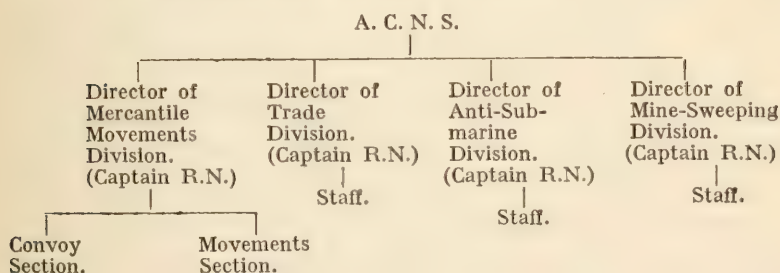 A. C. N. S.
Director of
Mercantile
Movements
Division.
(Captain R.N.)
Director of
Trade
Division.
(Captain R.N.)
Staff.
Director of
Anti-Sub-
marine
Division.
(Captain R.N.)
Staff.
Director of
Mine-Sweeping
Division.
(Captain R.N.)
Staff.
Convoy
Section.
Movements
Section.